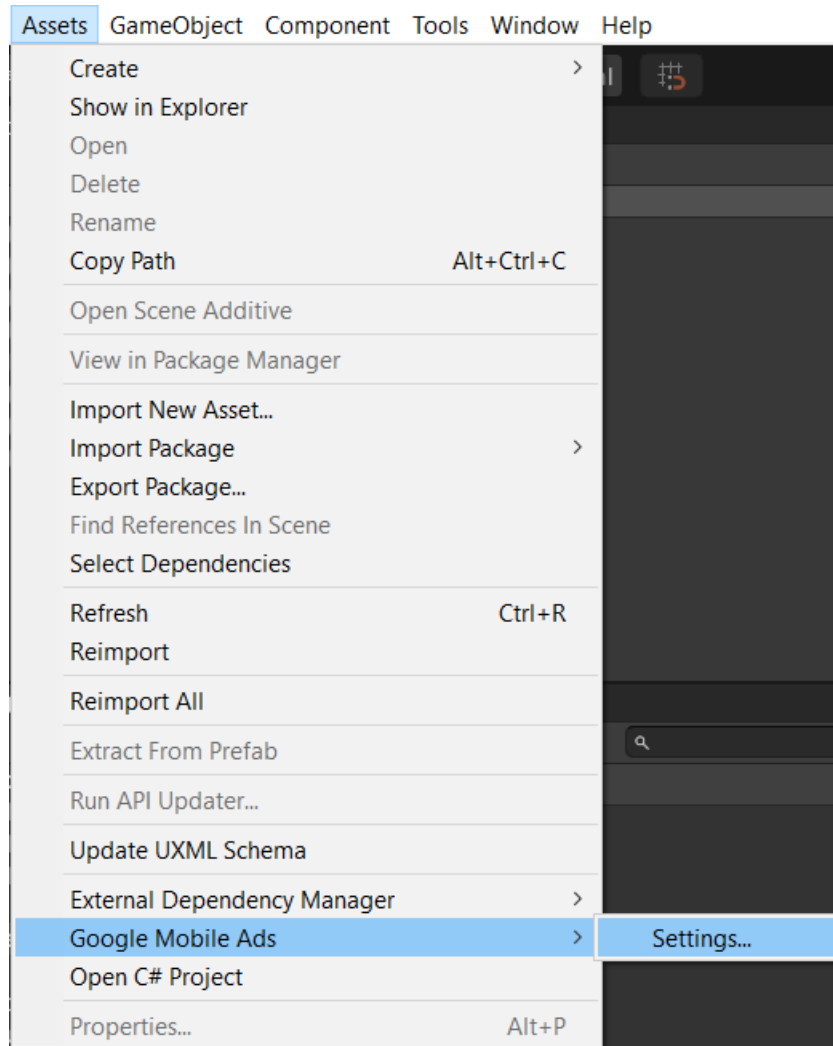 Assets GameObject Component Tools Window Help
Create
Show in Explorer
Open
Delete
Rename
Copy Path Alt+Ctrl+C
Open Scene Additive
View in Package Manager
Import New Asset...
Import Package
Export Package...
Find References In Scene
Select Dependencies
Refresh Ctrl+R
Reimport
Reimport All
Extract From Prefab
Run API Updater...
Update UXML Schema
External Dependency Manager
Google Mobile Ads Settings...
Open C# Project
Properties... Alt+P